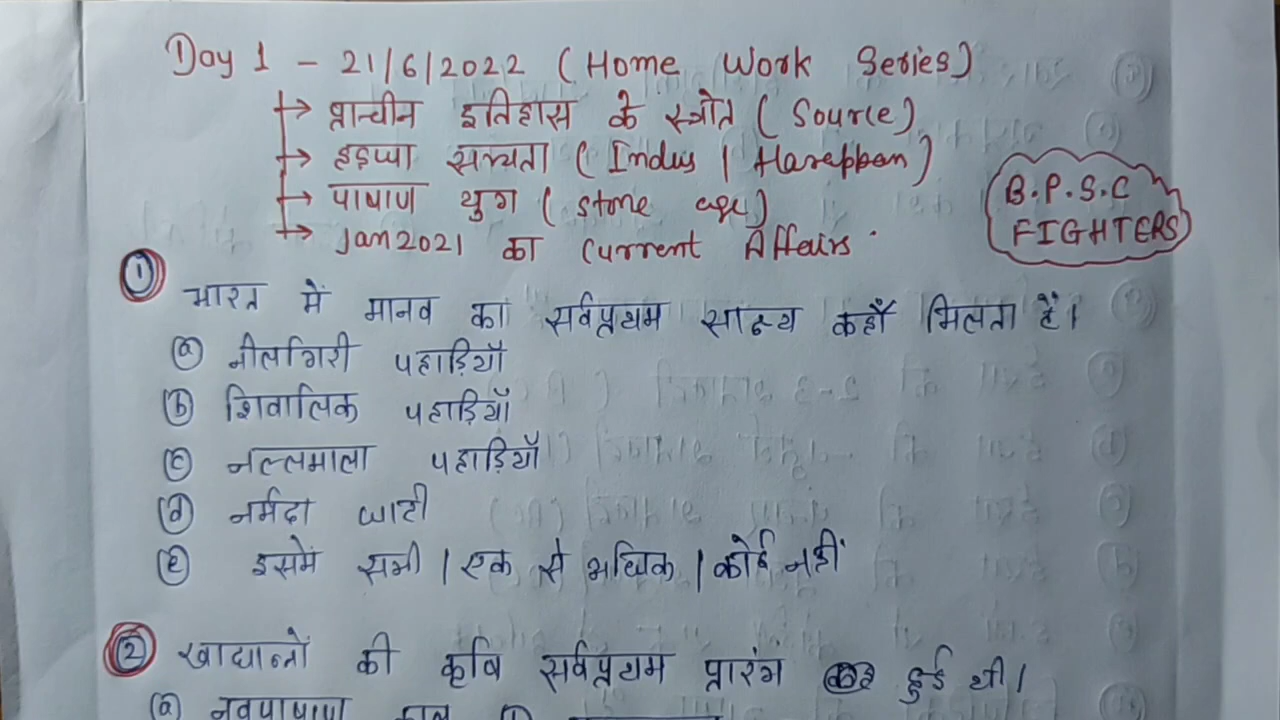 Day 1 - 21/6/2022 (Home Work Series)
→ प्राचीन इतिहास के स्त्रोत (Source)
→ हड़प्पा सभ्यता (Indus | Harappan)
→ पाषाण युग (stone age)
→ Jan 2021 का Current Affairs.
B.P.S.C
FIGHTERS
① भारत में मानव का सर्वप्रथम साक्ष्य कहाँ मिलता हैं।
ⓐ नीलगिरी पहाड़ियाँ
ⓑ शिवालिक पहाड़ियाँ
ⓒ नल्लमाला पहाड़ियाँ
ⓓ नर्मदा घाटी
ⓔ इसमें सभी | एक से अधिक | कोई नहीं
② खाद्यान्नों की कृषि सर्वप्रथम प्रारंभ हुई थी।
ⓐ नवपाषाण काल